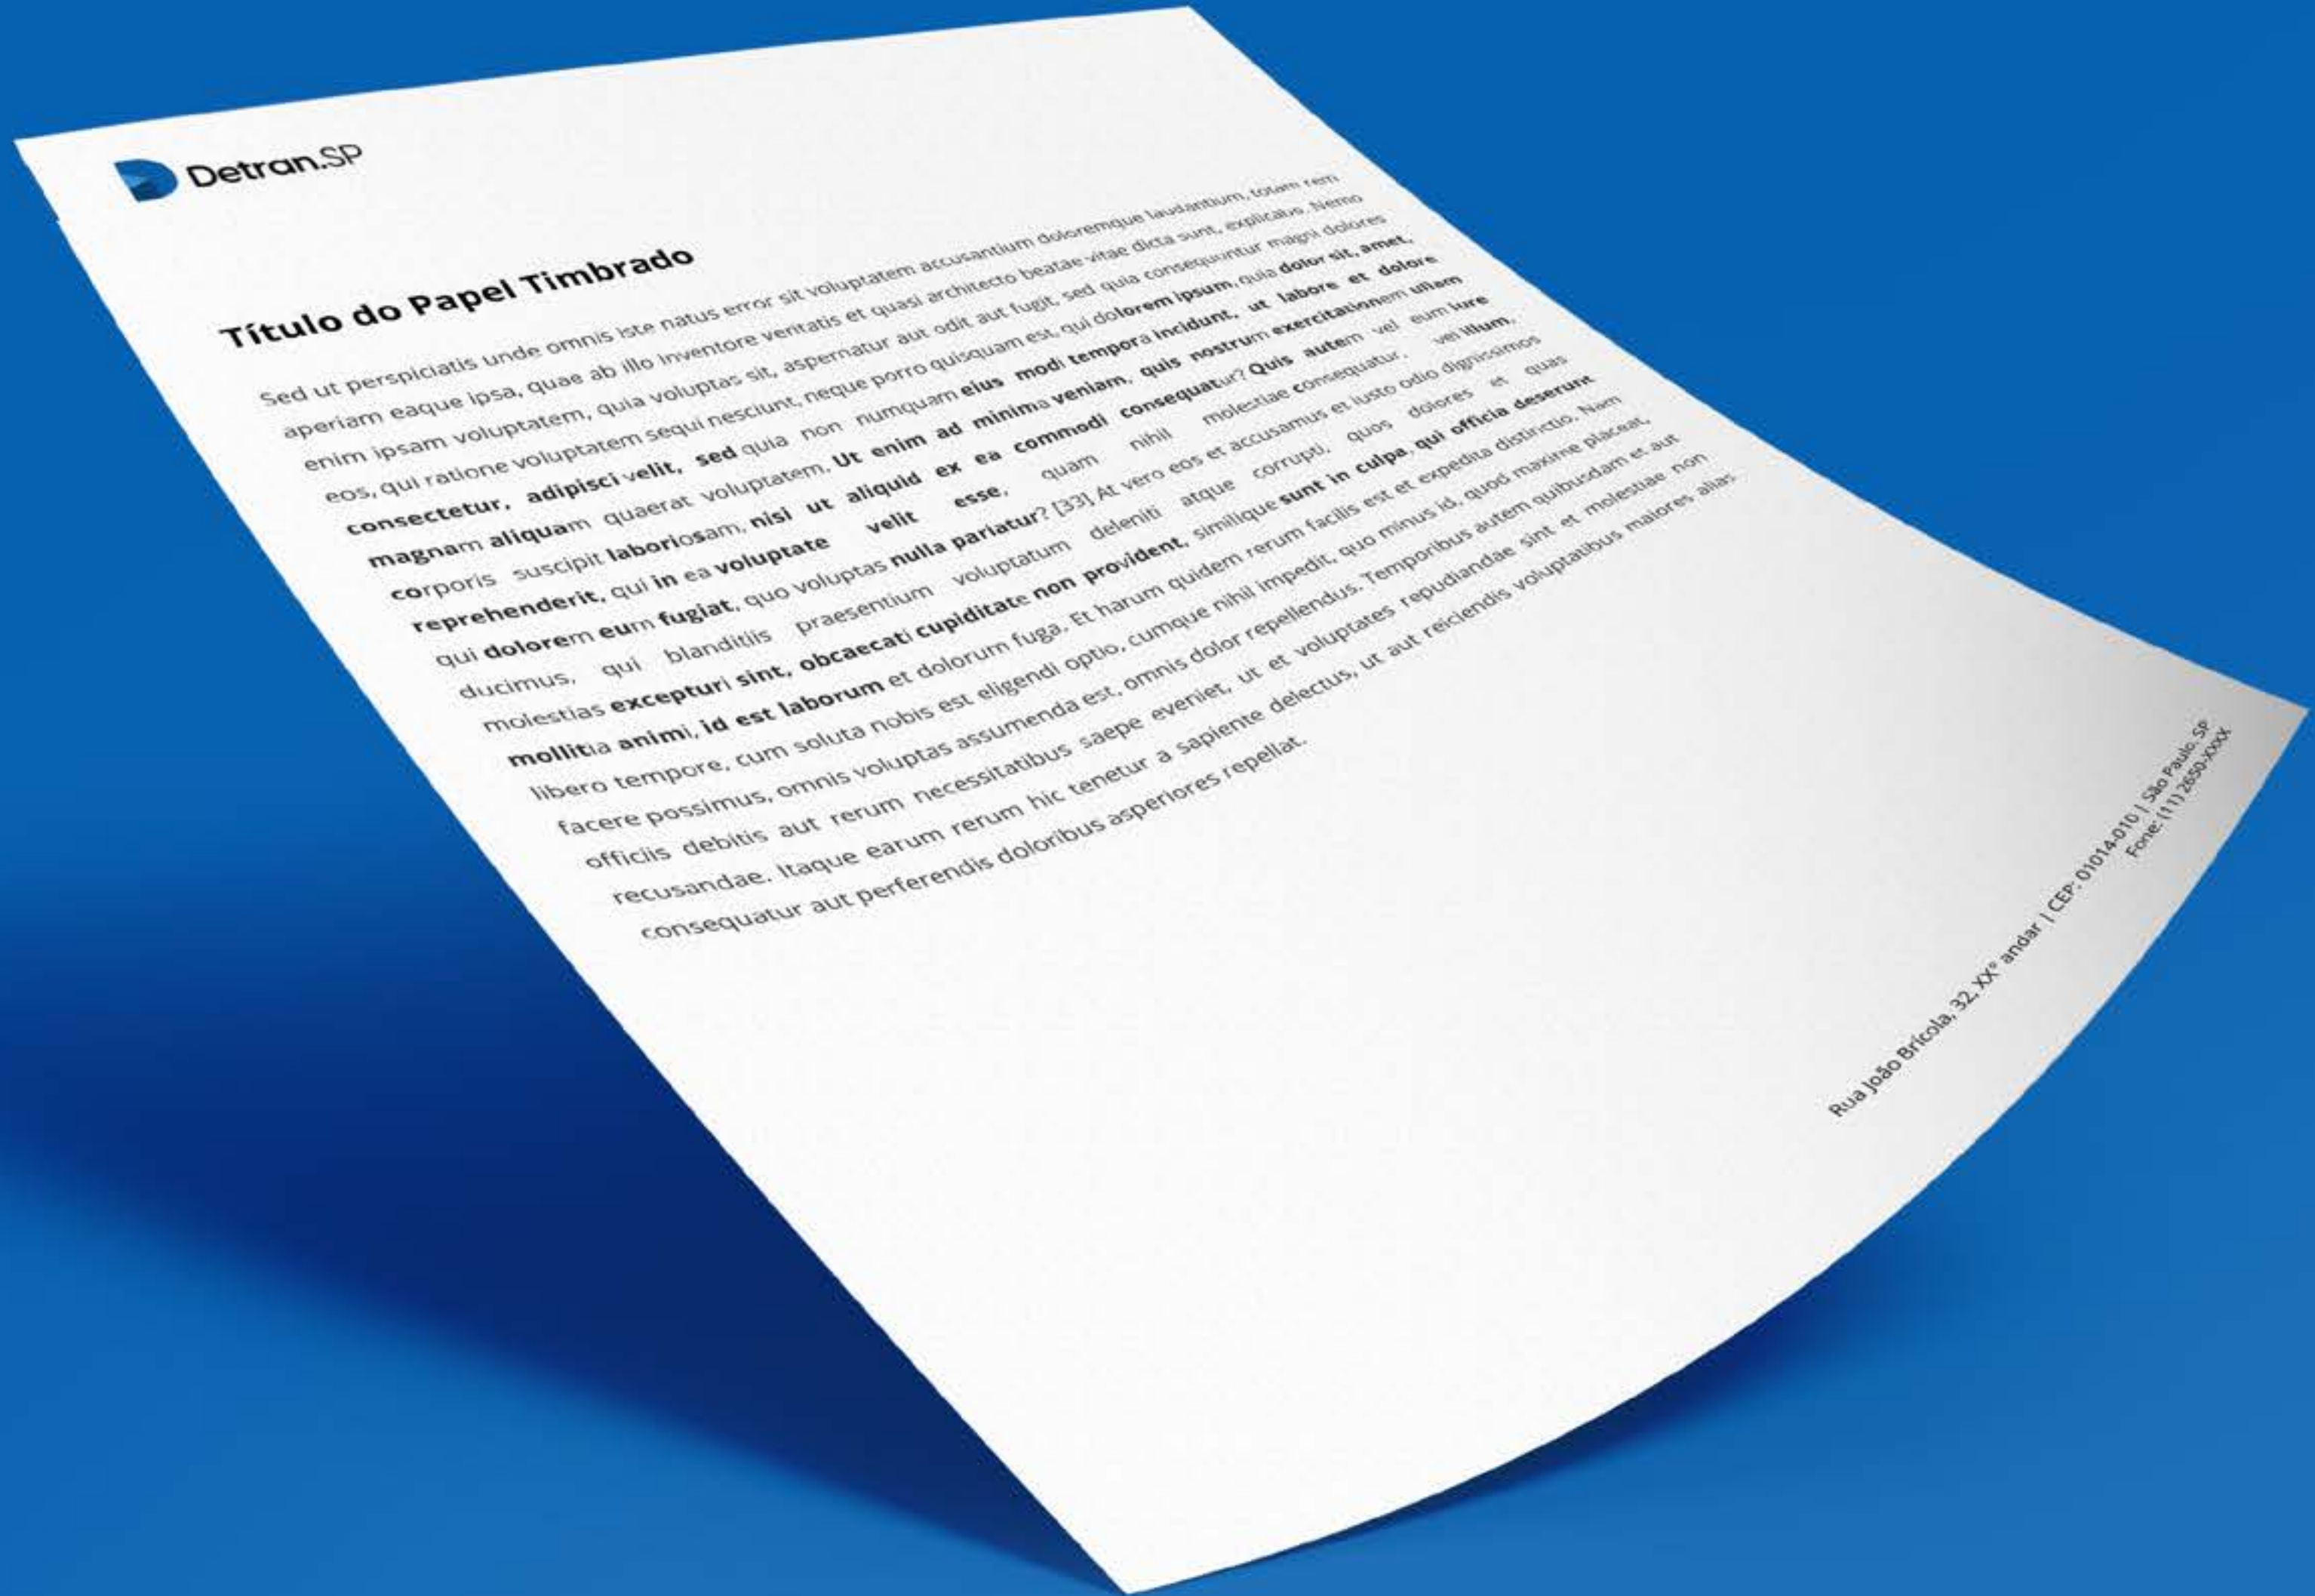 Detran.SP
Título do Papel Timbrado
Sed ut perspiciatis unde omnis iste natus error sit voluptatem accusantium doloremque laudantium, totam rem
aperiam eaque ipsa, quae ab illo inventore veritatis et quasi architecto beatae vitae dicta sunt, explicabo. Nemo
enim ipsam voluptatem, quia voluptas sit, aspernatur aut odit aut fugit, sed quia consequuntur magni dolores
eos, qui ratione voluptatem sequi nesciunt, neque porro quisquam est, qui dolorem ipsum, quia dolor sit, amet,
consectetur, adipisci velit, sed quia non numquam eius modi tempora incidunt, ut labore et dolore
magnam aliquam quaerat voluptatem. Ut enim ad minima veniam, quis nostrum exercitationem ullam
corporis suscipit laboriosam, nisi ut aliquid ex ea commodi consequatur? Quis autem vel eum iure
reprehenderit, qui in ea voluptate velit esse, quam nihil molestiae consequatur, vel illum,
qui dolorem eum fugiat, quo voluptas nulla pariatur? [33] At vero eos et accusamus et iusto odio dignissimos
ducimus, qui blanditiis praesentium voluptatum deleniti atque corrupti, quos dolores et quas
molestias excepturi sint, obcaecati cupiditate non provident, similique sunt in culpa, qui officia deserunt
mollitia animi, id est laborum et dolorum fuga. Et harum quidem rerum facilis est et expedita distinctio. Nam
libero tempore, cum soluta nobis est eligendi optio, cumque nihil impedit, quo minus id, quod maxime placeat,
facere possimus, omnis voluptas assumenda est, omnis dolor repellendus. Temporibus autem quibusdam et aut
officiis debitis aut rerum necessitatibus saepe eveniet, ut et voluptates repudiandae sint et molestiae non
recusandae. Itaque earum rerum hic tenetur a sapiente delectus, ut aut reiciendis voluptatibus maiores alias
consequatur aut perferendis doloribus asperiores repellat.
Rua João Brícola, 32, XX° andar | CEP: 01014-010 | São Paulo, SP
Fone: (11) 2650-XXXX